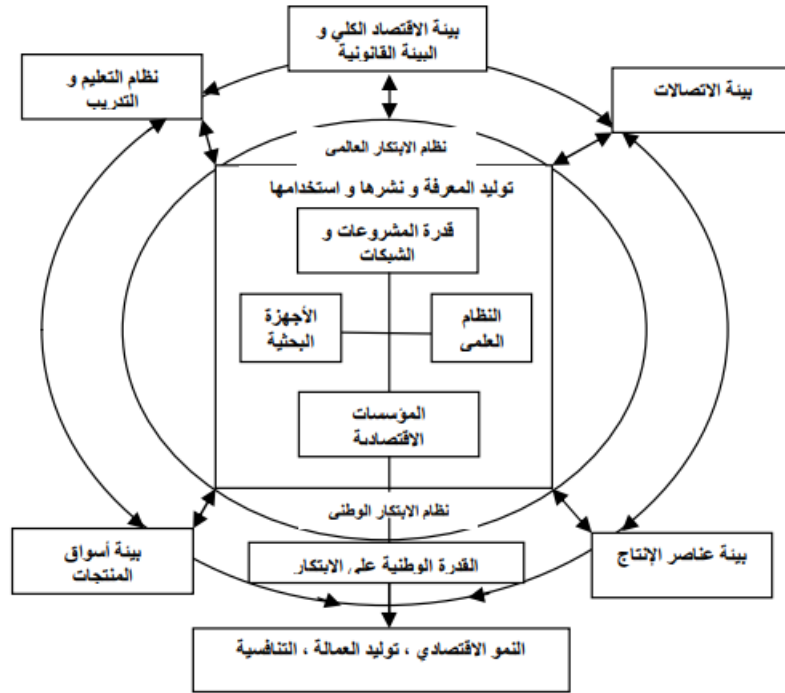 بيئة الاقتصاد الكلي و
البيئة القانونية
نظام التعليم و
التدريب
بيئة الاتصالات
نظام الابتكار العالمى
توليد المعرفة و نشرها و استخدامها
قدرة المشروعات و
الشبكات
الأجهزة
البحثية
النظام
العلمى
المؤسسات
الاقتصادية
نظام الابتكار الوطنى
بيئة أسواق
المنتجات
القدرة الوطنية على الابتكار
بيئة عناصر الإنتاج
النمو الاقتصادي ، توليد العمالة ، التنافسية